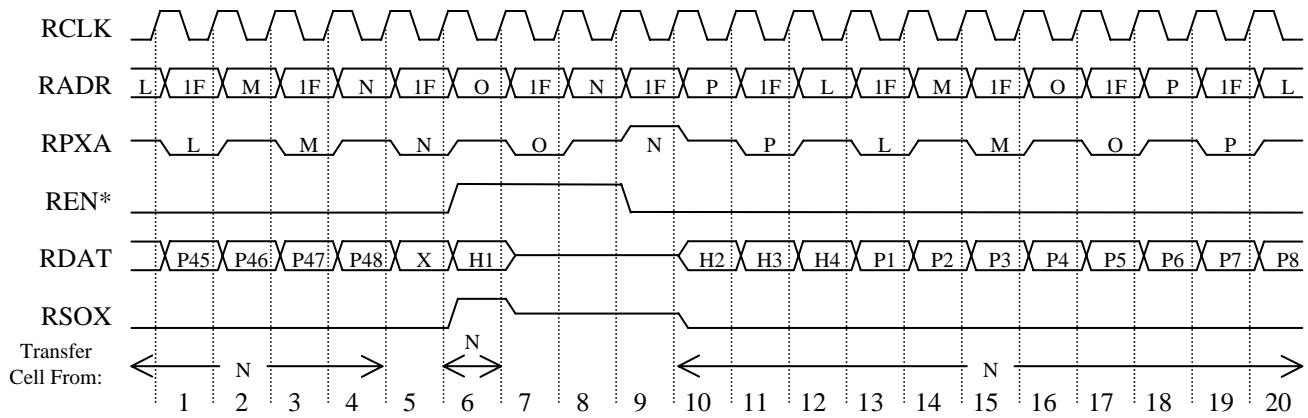 RCLK
RADR L 1F M 1F N 1F O 1F N 1F P 1F L 1F M 1F O 1F P 1F L
RPXA L M N O N P L M O P
REN*
RDAT P45 P46 P47 P48 X H1 H2 H3 H4 P1 P2 P3 P4 P5 P6 P7 P8
RSOX
Transfer
Cell From: N N N
1 2 3 4 5 6 7 8 9 10 11 12 13 14 15 16 17 18 19 20